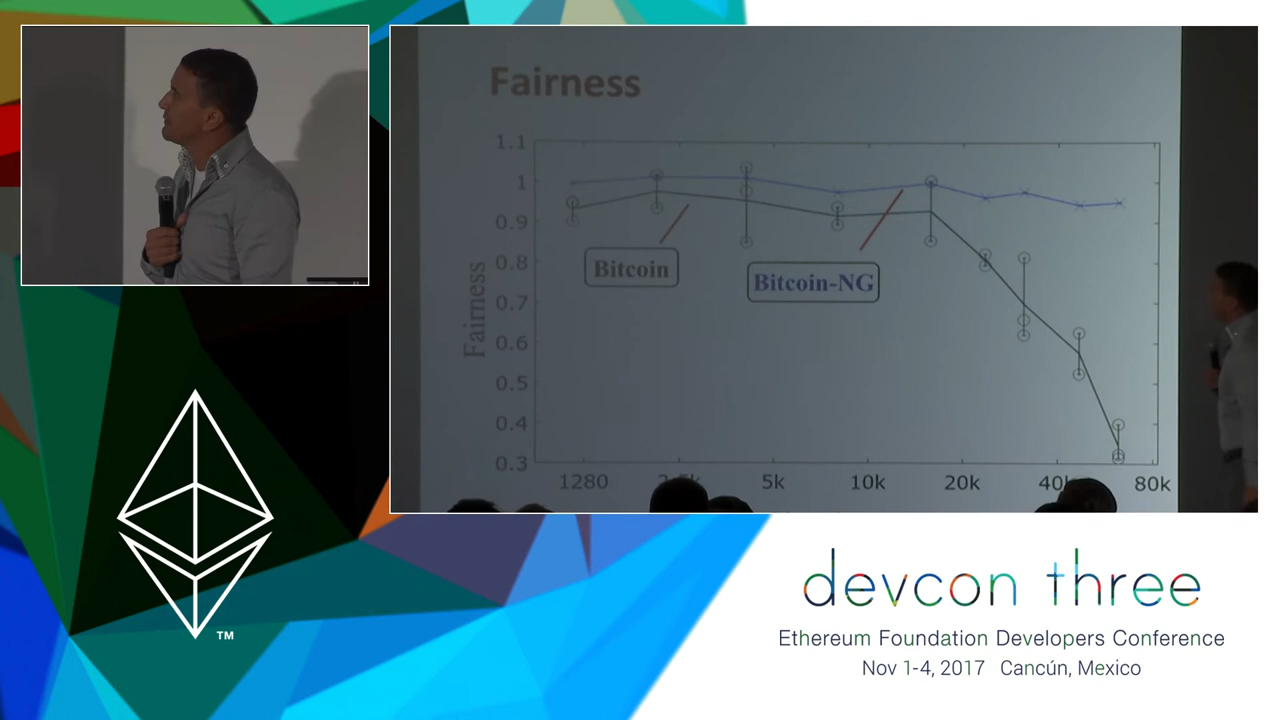 Fairness
1.1
1
0.9
0.8
0.7
0.6
0.5
0.4
0.3
Fairness
Bitcoin
Bitcoin-NG
1280
5k
10k
20k
40k
80k
TM
devcon three
Ethereum Foundation Developers Conference
Nov 1-4, 2017 Cancún, Mexico